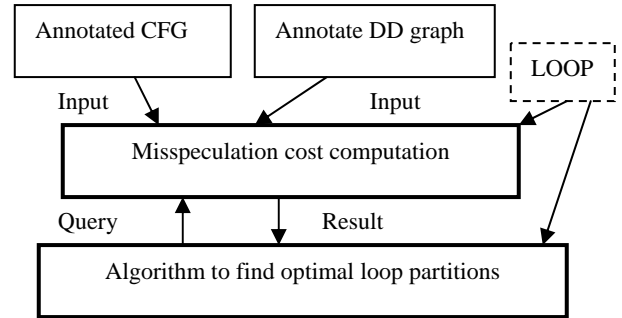 Annotated CFG
Annotate DD graph
LOOP
Input
Input
Misspeculation cost computation
Query
Result
Algorithm to find optimal loop partitions